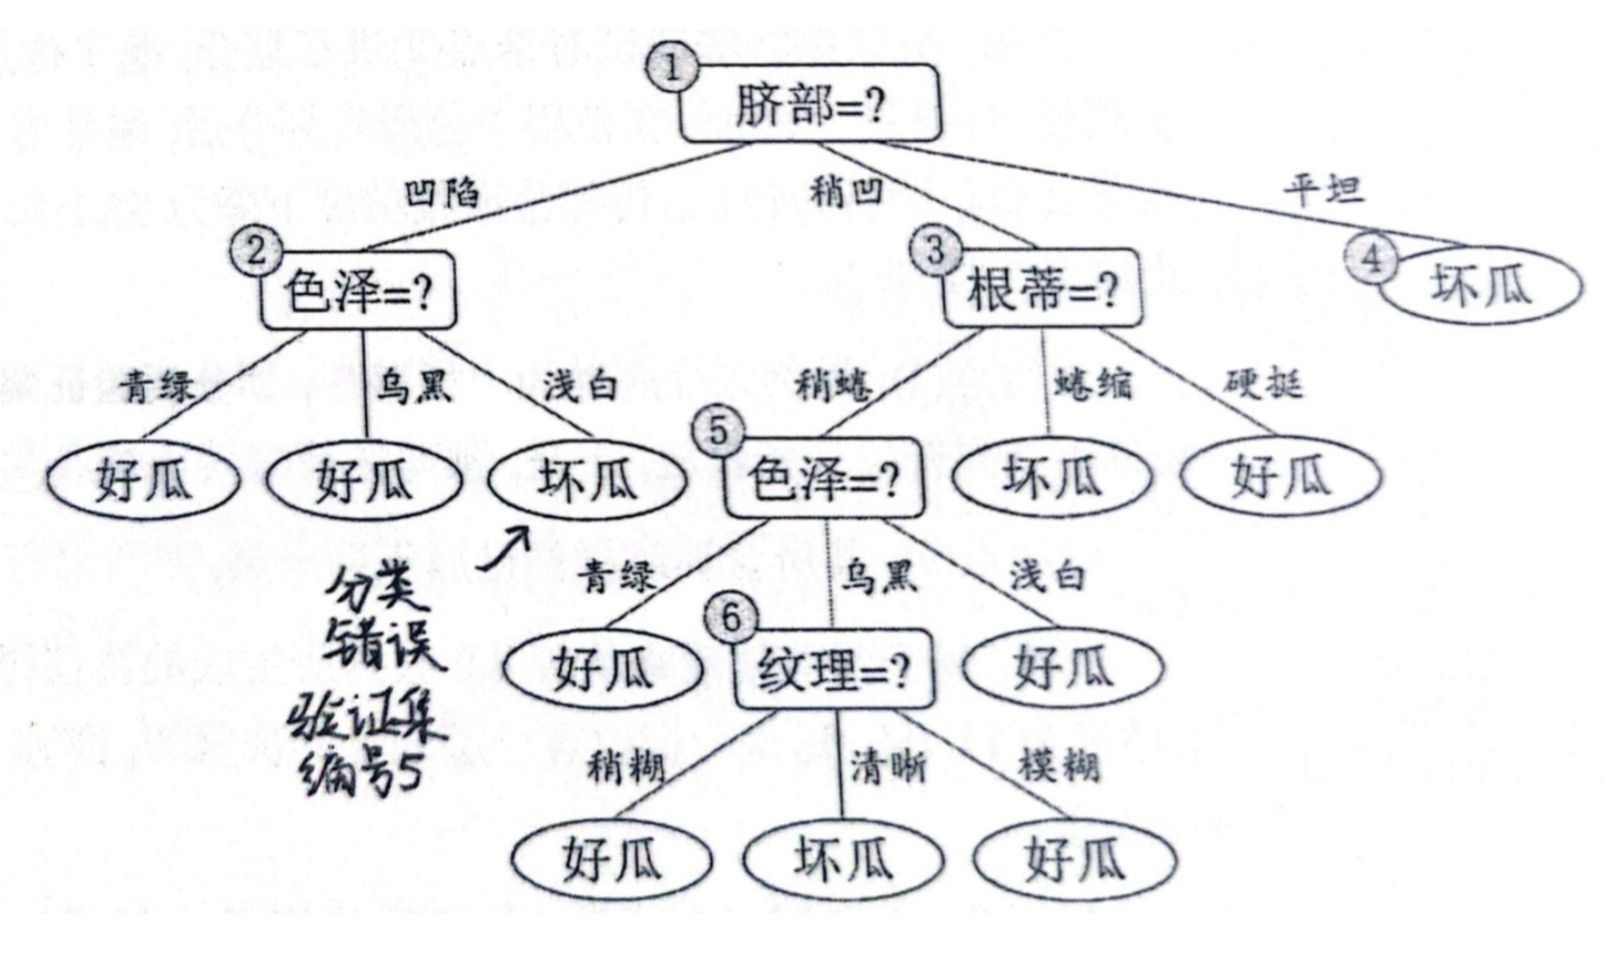 ① 脐部=?
凹陷 稍凹 平坦
② 色泽=? ③ 根蒂=? ④ 坏瓜
青绿 乌黑 浅白 稍蜷 蜷缩 硬挺
好瓜 好瓜 坏瓜 ⑤ 色泽=? 坏瓜 好瓜
青绿 乌黑 浅白
分类
错误
验证集
编号5
好瓜 ⑥ 纹理=? 好瓜
稍糊 清晰 模糊
好瓜 坏瓜 好瓜